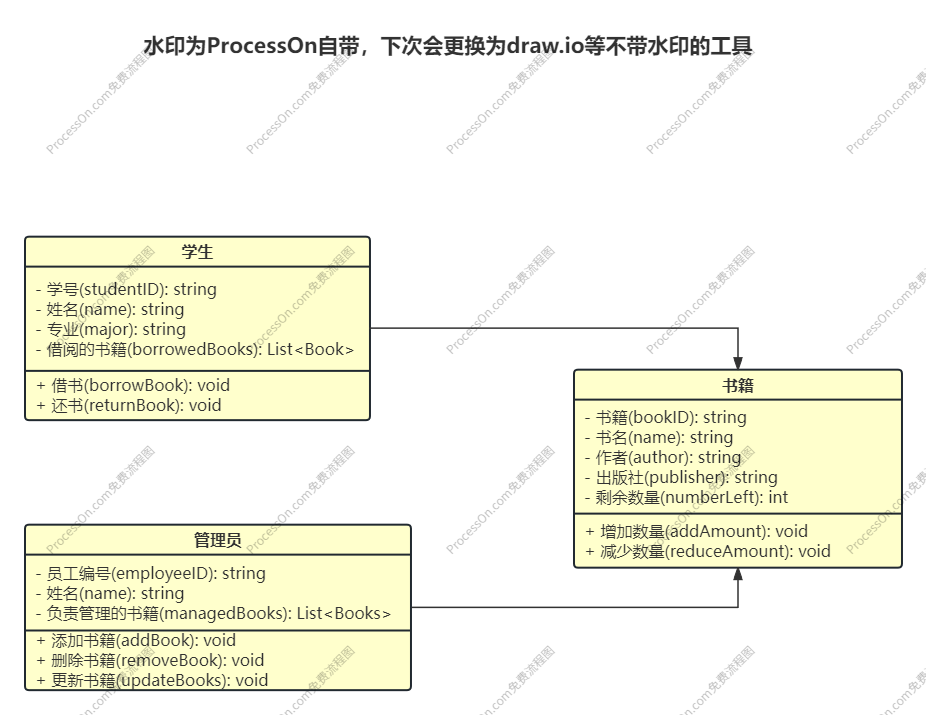 水印为ProcessOn自带，下次会更换为draw.io等不带水印的工具
学生
- 学号(studentID): string
- 姓名(name): string
- 专业(major): string
- 借阅的书籍(borrowedBooks): List<Book>
+ 借书(borrowBook): void
+ 还书(returnBook): void
书籍
- 书籍(bookID): string
- 书名(name): string
- 作者(author): string
- 出版社(publisher): string
- 剩余数量(numberLeft): int
+ 增加数量(addAmount): void
+ 减少数量(reduceAmount): void
管理员
- 员工编号(employeeID): string
- 姓名(name): string
- 负责管理的书籍(managedBooks): List<Books>
+ 添加书籍(addBook): void
+ 删除书籍(removeBook): void
+ 更新书籍(updateBooks): void
ProcessOn.com免费流程图